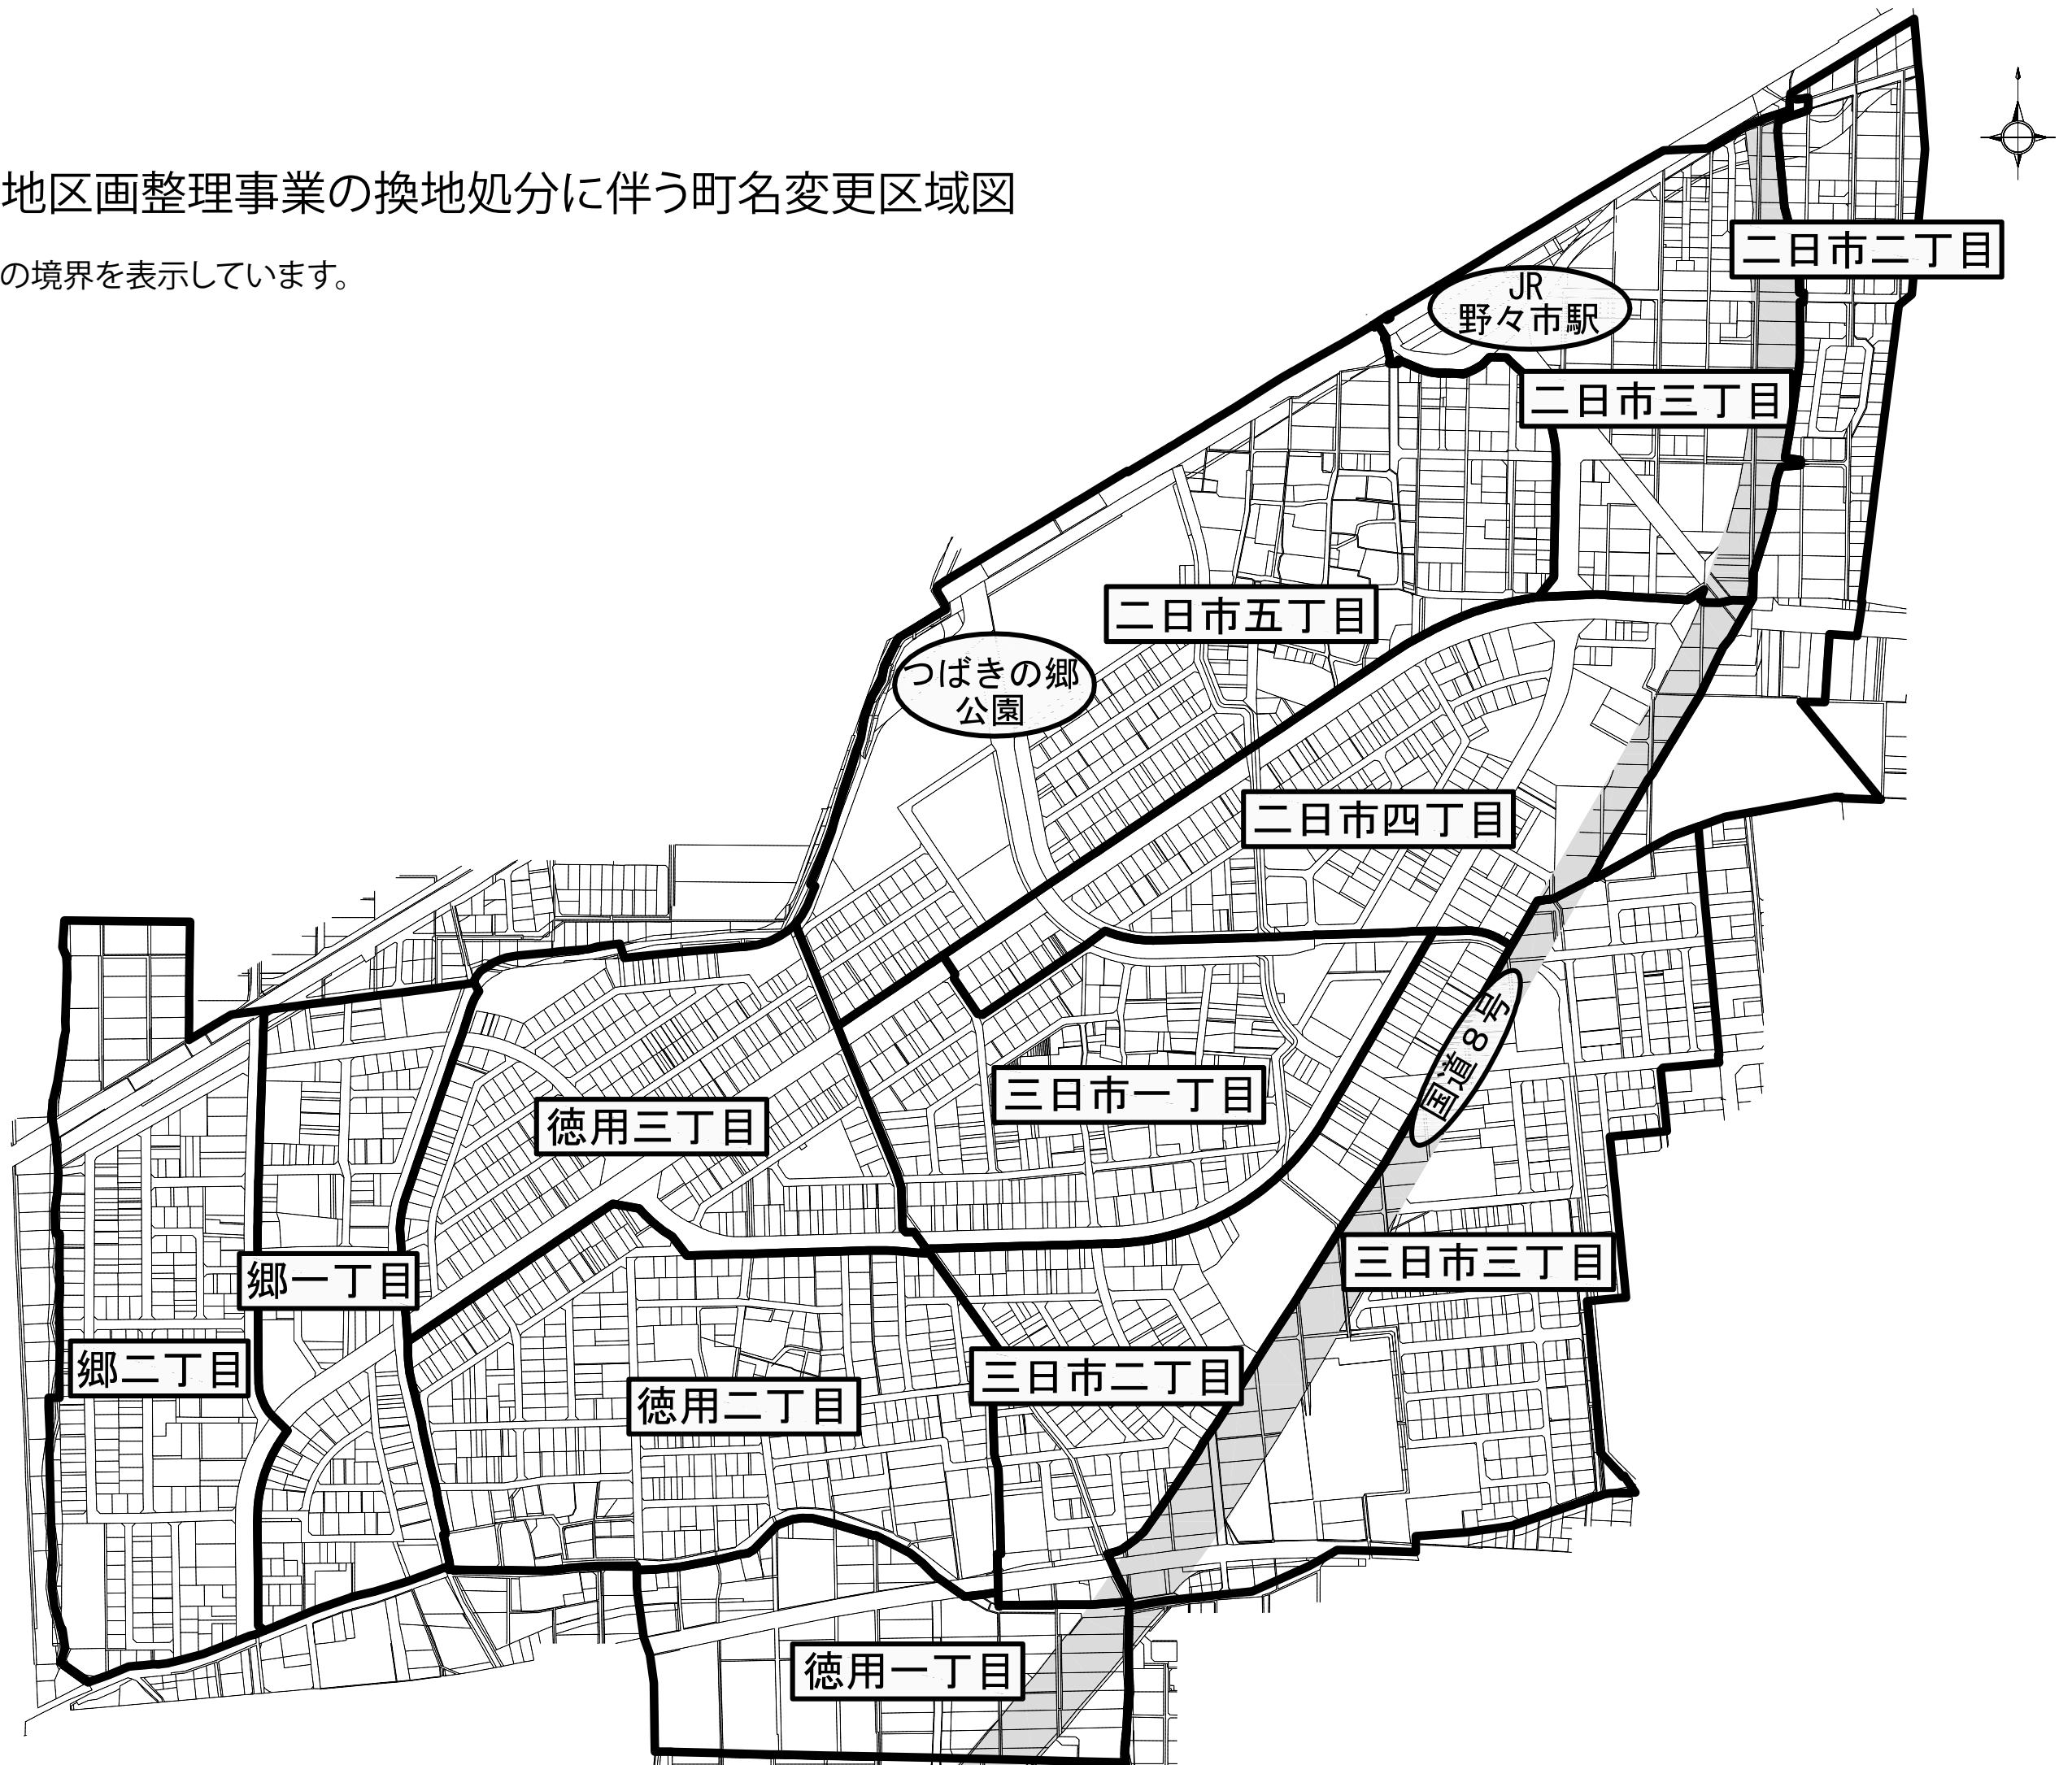 地区画整理事業の換地処分に伴う町名変更区域図
の境界を表示しています。
二日市二丁目
JR
野々市駅
二日市三丁目
二日市五丁目
つばきの郷
公園
二日市四丁目
国道8号
三日市一丁目
徳用三丁目
三日市三丁目
郷一丁目
郷二丁目
三日市二丁目
徳用二丁目
徳用一丁目